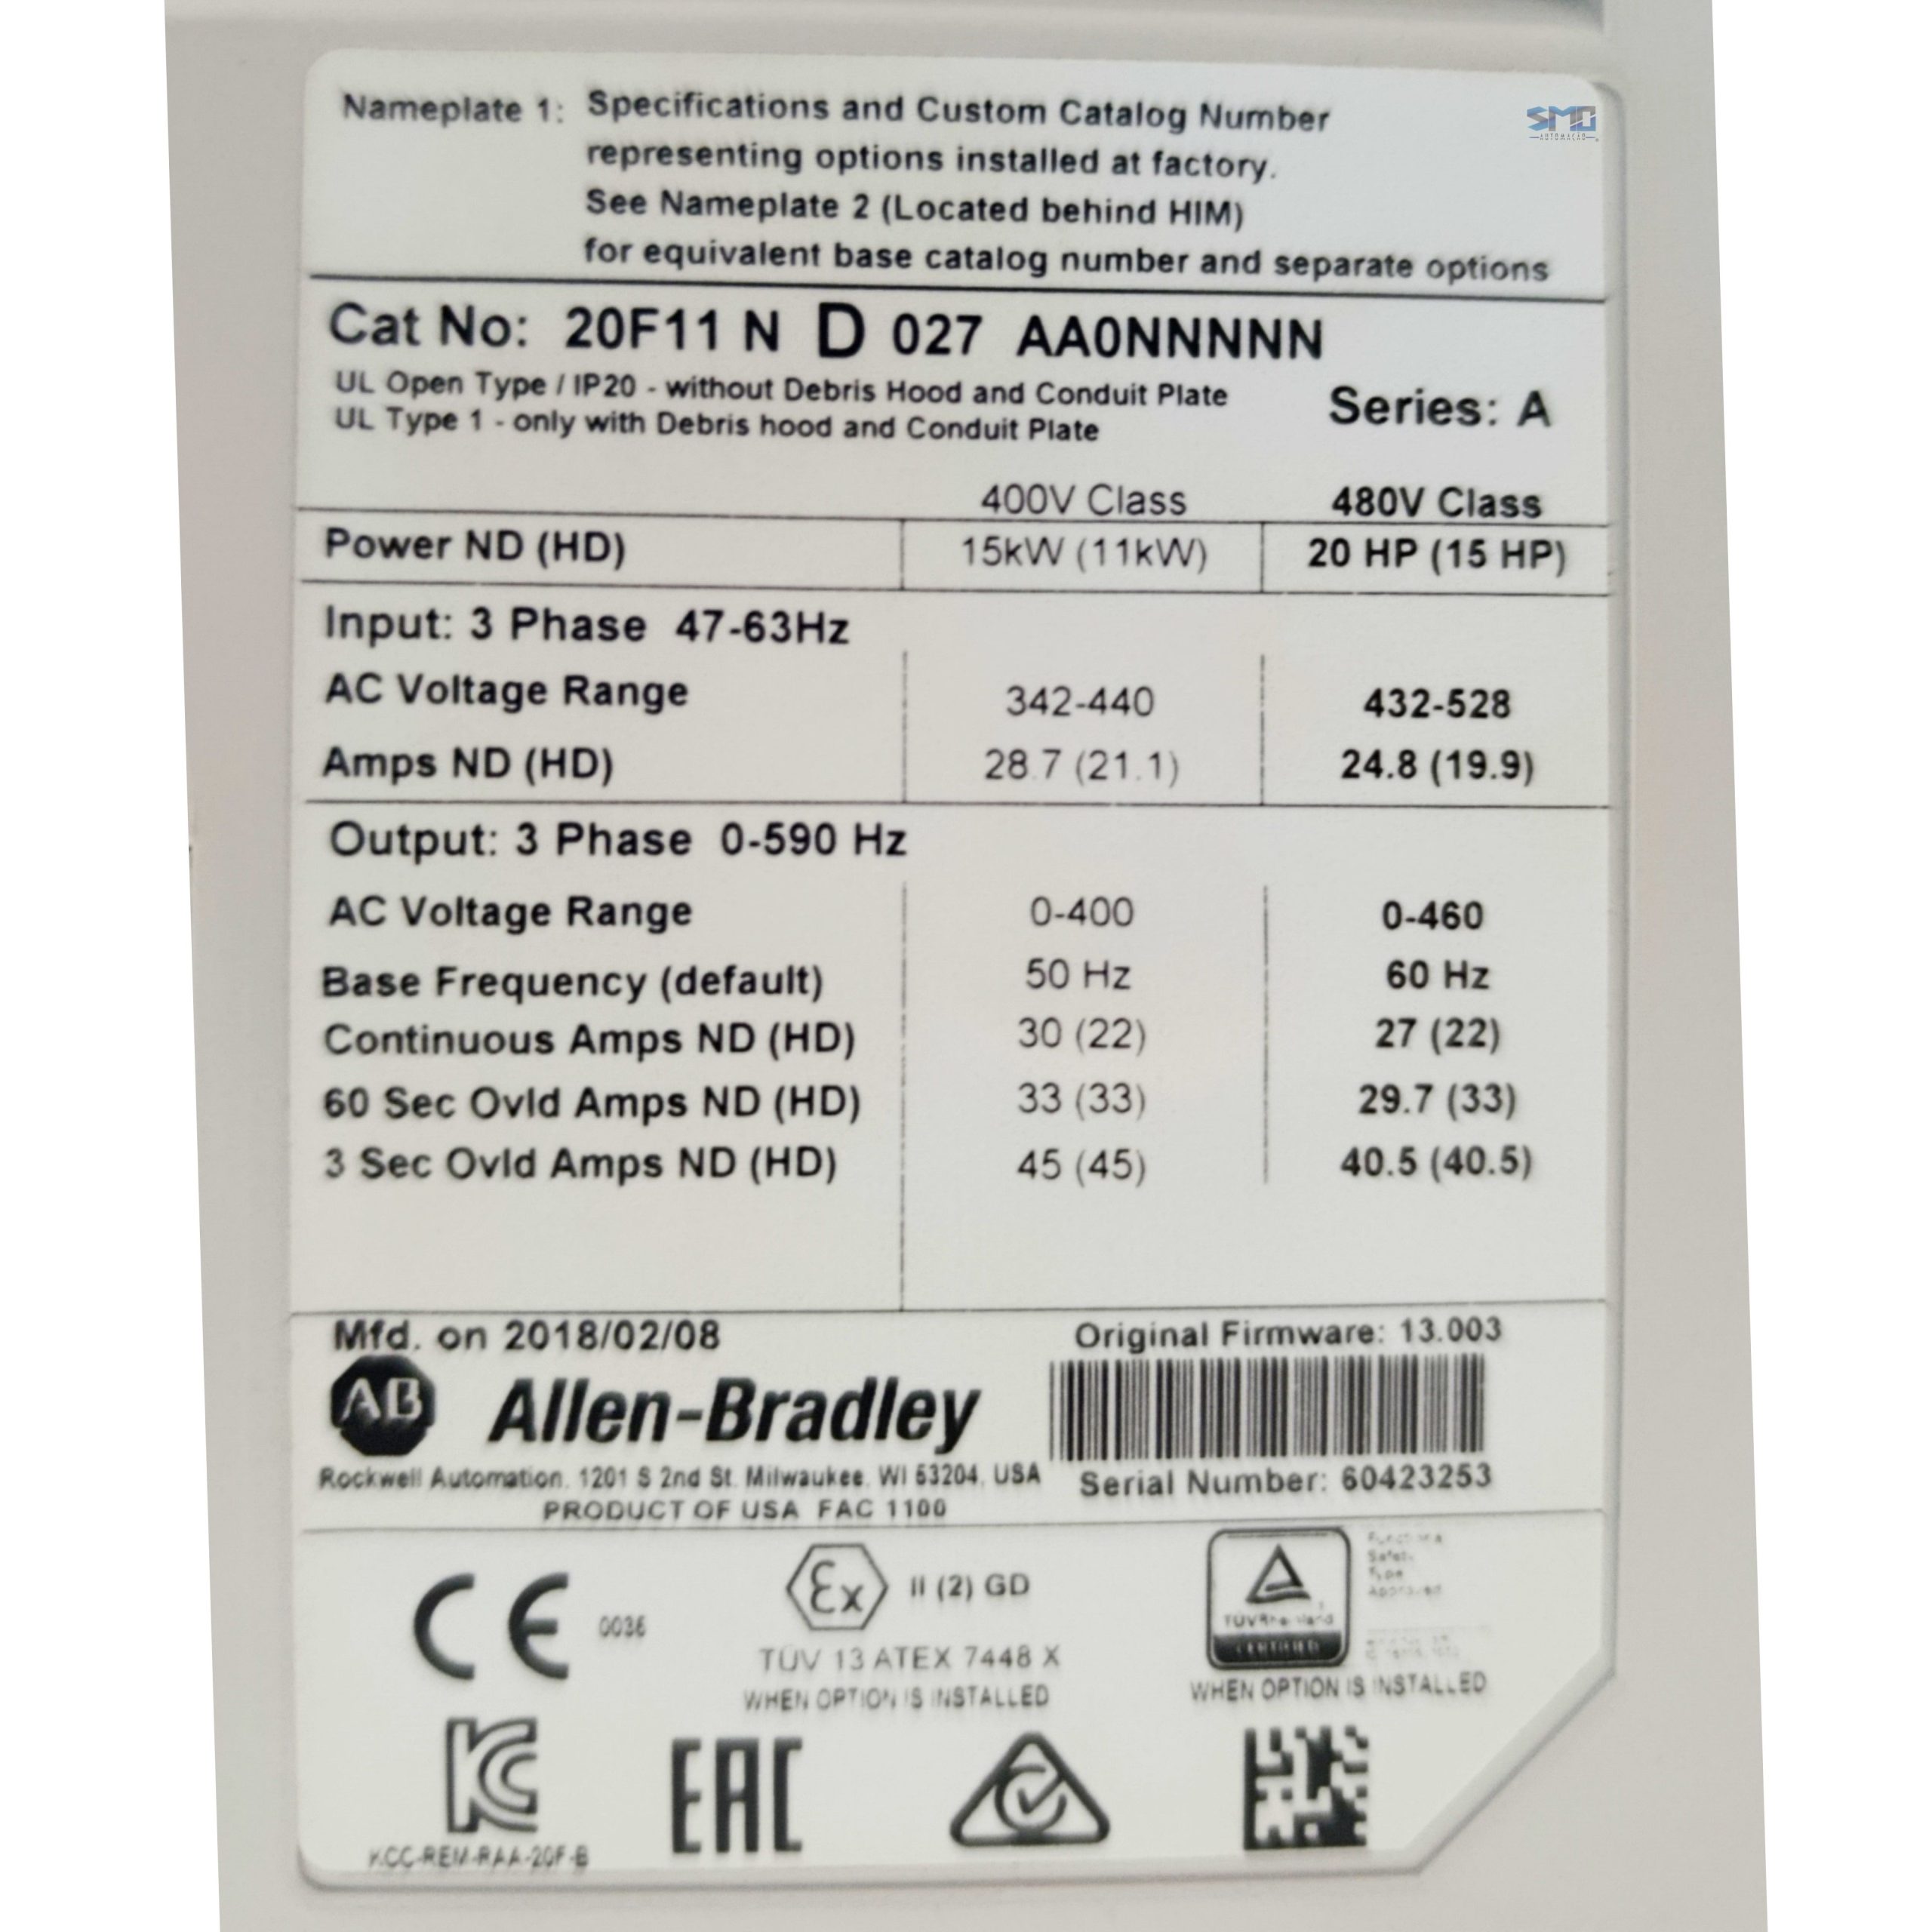 Nameplate 1: Specifications and Custom Catalog Number
representing options installed at factory.
See Nameplate 2 (Located behind HIM)
for equivalent base catalog number and separate options
SMO
Cat No: 20F11 N D 027 AA0NNNNN
UL Open Type / IP20 - without Debris Hood and Conduit Plate
UL Type 1 - only with Debris hood and Conduit Plate
Series: A
400V Class 480V Class
Power ND (HD) 15kW (11kW) 20 HP (15 HP)
Input: 3 Phase 47-63Hz
AC Voltage Range 342-440 432-528
Amps ND (HD) 28.7 (21.1) 24.8 (19.9)
Output: 3 Phase 0-590 Hz
AC Voltage Range 0-400 0-460
Base Frequency (default) 50 Hz 60 Hz
Continuous Amps ND (HD) 30 (22) 27 (22)
60 Sec Ovld Amps ND (HD) 33 (33) 29.7 (33)
3 Sec Ovld Amps ND (HD) 45 (45) 40.5 (40.5)
Mfd. on 2018/02/08 Original Firmware: 13.003
AB Allen-Bradley
Rockwell Automation. 1201 S 2nd St. Milwaukee. WI 53204. USA
Serial Number: 60423253
PRODUCT OF USA FAC 1100
CE 0036
Ex II (2) GD
TÜV 13 ATEX 7448 X
WHEN OPTION IS INSTALLED
TÜVRheinland
CERTIFIED
Functional
Safety
Type
Approved
WHEN OPTION IS INSTALLED
KC
KCC-REM-RAA-20F-B
EAC